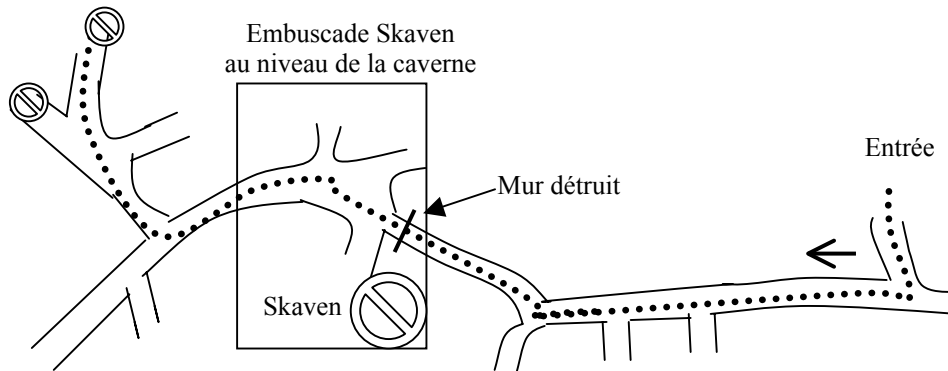 Embuscade Skaven
au niveau de la caverne
Entrée
Mur détruit
Skaven